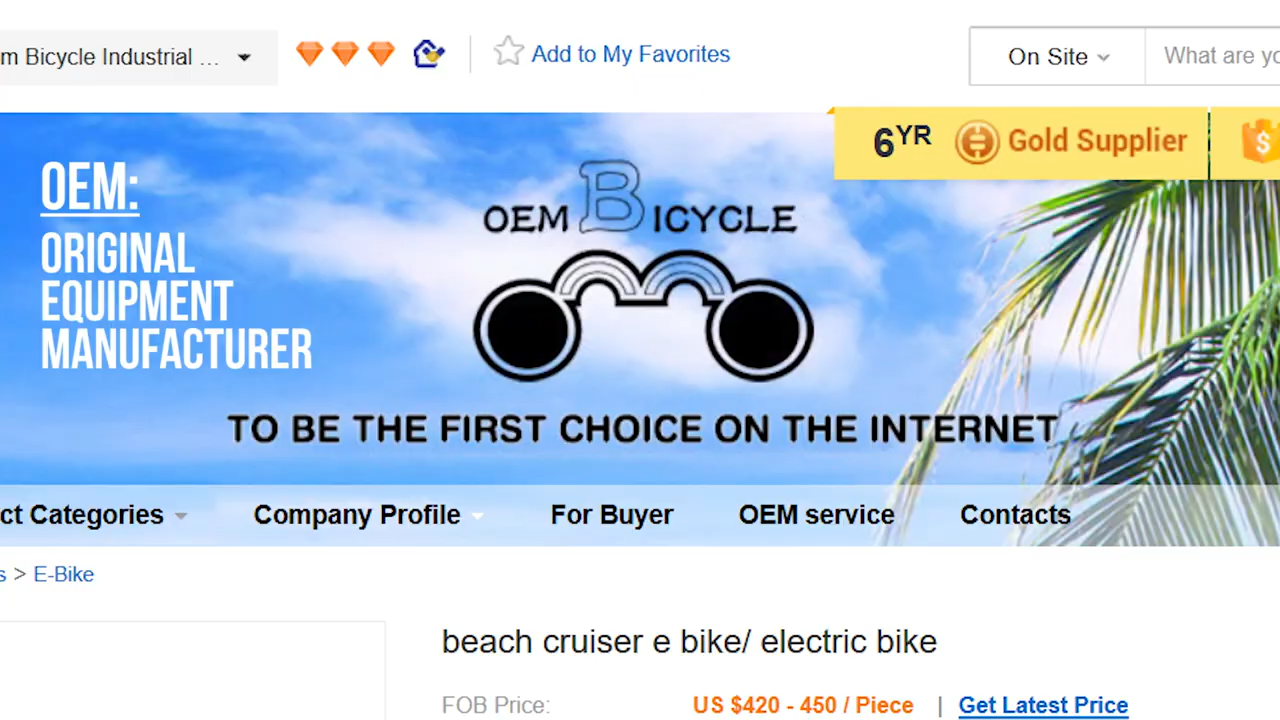 m Bicycle Industrial ...
Add to My Favorites
On Site
What are yo
6 YR Gold Supplier
OEM:
ORIGINAL
EQUIPMENT
MANUFACTURER
OEM BICYCLE
TO BE THE FIRST CHOICE ON THE INTERNET
ct Categories
Company Profile
For Buyer
OEM service
Contacts
s > E-Bike
beach cruiser e bike/ electric bike
FOB Price:
US $420 - 450 / Piece | Get Latest Price